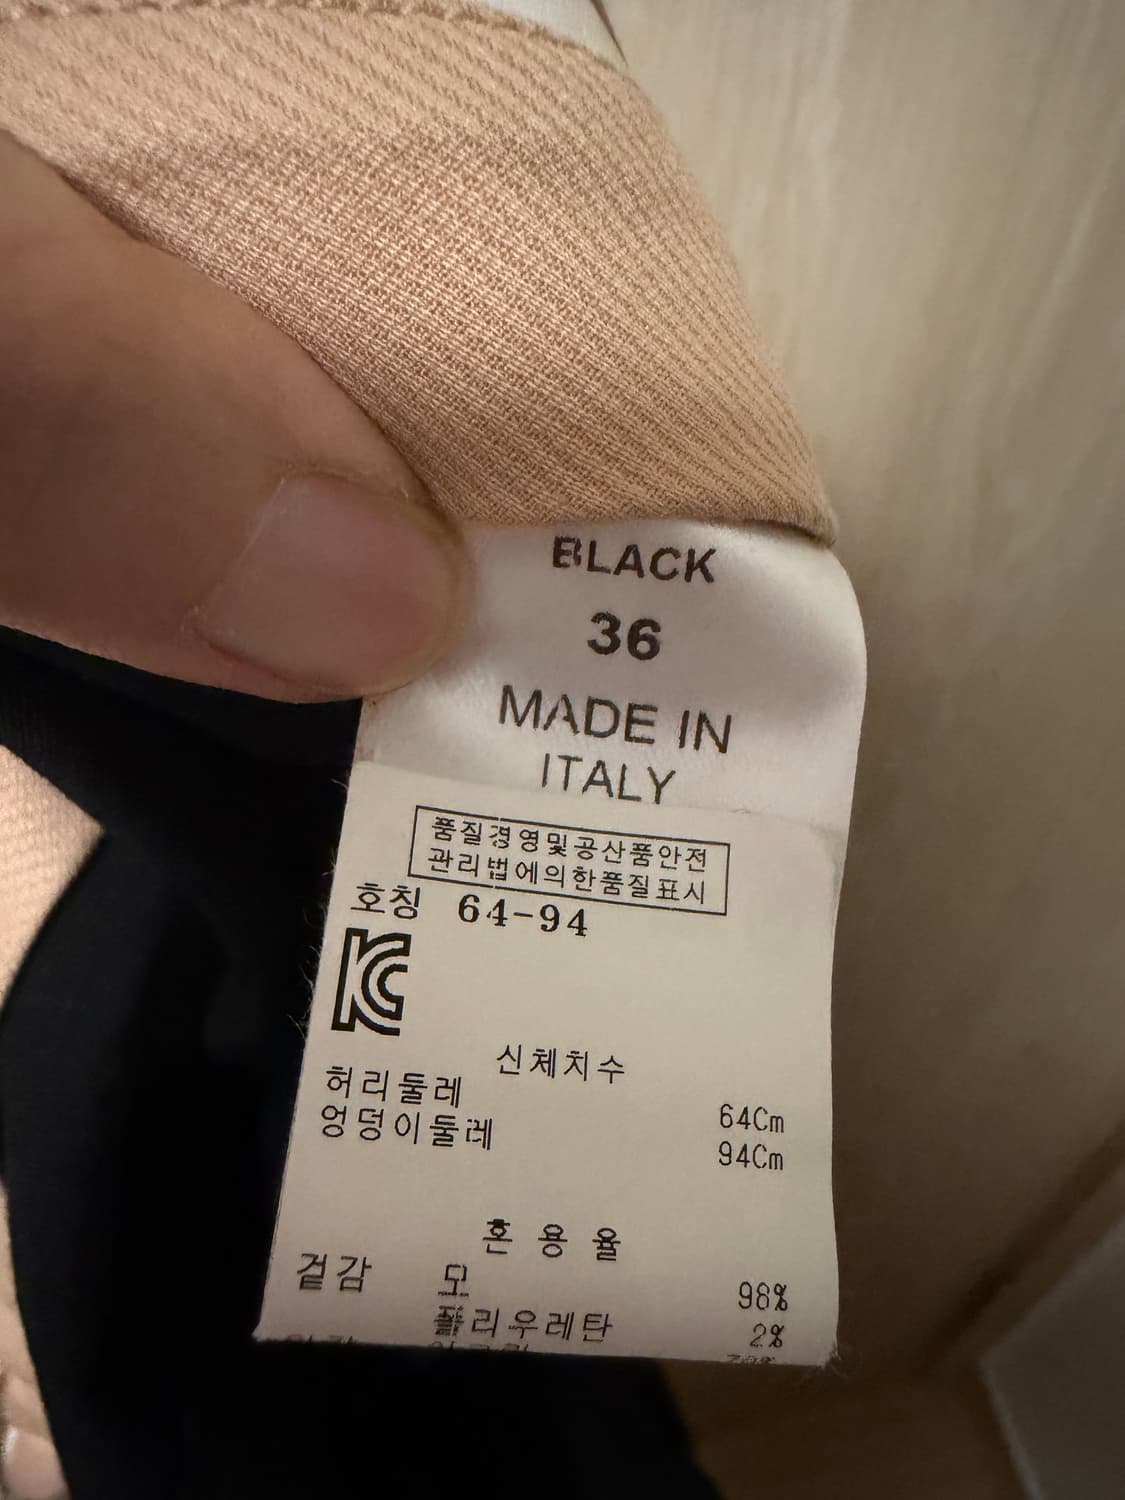 BLACK
36
MADE IN
ITALY
품질경영및공산품안전
관리법에의한품질표시
호칭 64-94
KC
신체치수
허리둘레 64Cm
엉덩이둘레 94Cm
혼용율
겉감 모 98%
폴리우레탄 2%